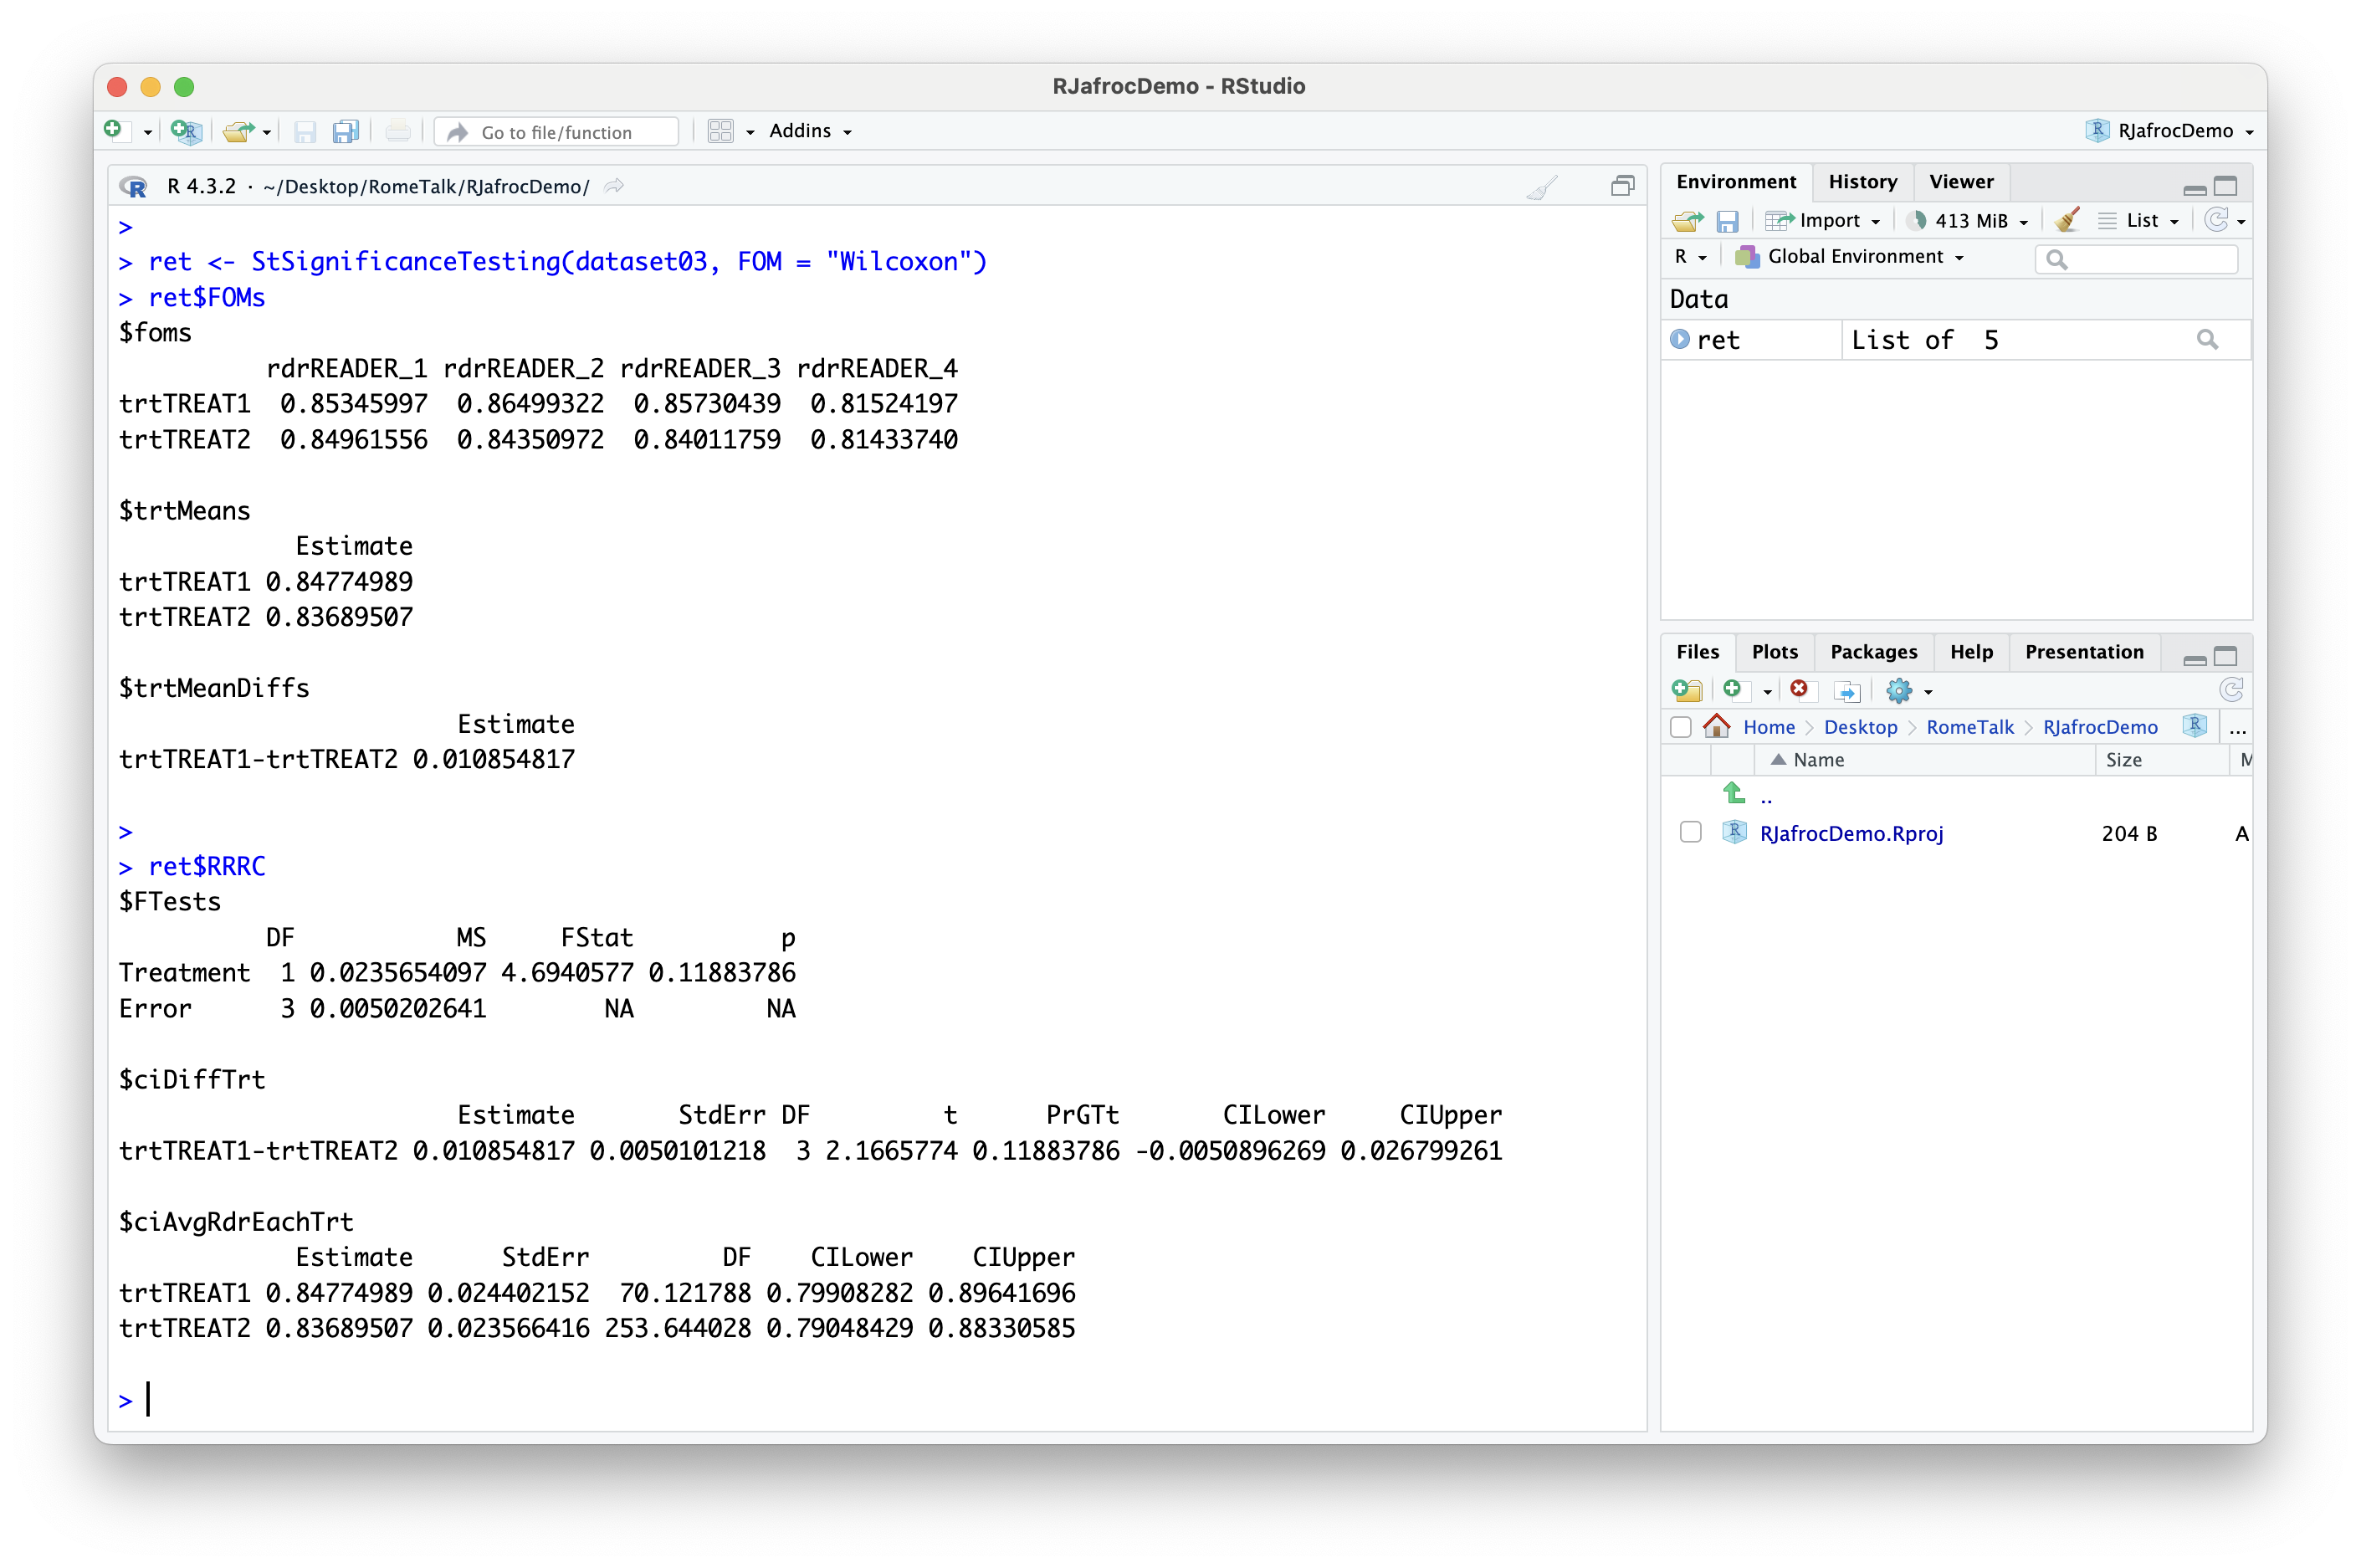 RJafrocDemo - RStudio
Go to file/function
Addins
RJafrocDemo
R 4.3.2 · ~/Desktop/RomeTalk/RJafrocDemo/
>
> ret <- StSignificanceTesting(dataset03, FOM = "Wilcoxon")
> ret$FOMs
$foms
rdrREADER_1 rdrREADER_2 rdrREADER_3 rdrREADER_4
trtTREAT1 0.85345997 0.86499322 0.85730439 0.81524197
trtTREAT2 0.84961556 0.84350972 0.84011759 0.81433740
$trtMeans
Estimate
trtTREAT1 0.84774989
trtTREAT2 0.83689507
$trtMeanDiffs
Estimate
trtTREAT1-trtTREAT2 0.010854817
>
> ret$RRRC
$FTests
DF MS FStat p
Treatment 1 0.0235654097 4.6940577 0.11883786
Error 3 0.0050202641 NA NA
$ciDiffTrt
Estimate StdErr DF t PrGTt CILower CIUpper
trtTREAT1-trtTREAT2 0.010854817 0.0050101218 3 2.1665774 0.11883786 -0.0050896269 0.026799261
$ciAvgRdrEachTrt
Estimate StdErr DF CILower CIUpper
trtTREAT1 0.84774989 0.024402152 70.121788 0.79908282 0.89641696
trtTREAT2 0.83689507 0.023566416 253.644028 0.79048429 0.88330585
>
Environment History Viewer
Import 413 MiB List
R Global Environment
Data
ret List of 5
Files Plots Packages Help Presentation
Home Desktop RomeTalk RJafrocDemo ...
Name Size M
..
RJafrocDemo.Rproj 204 B A